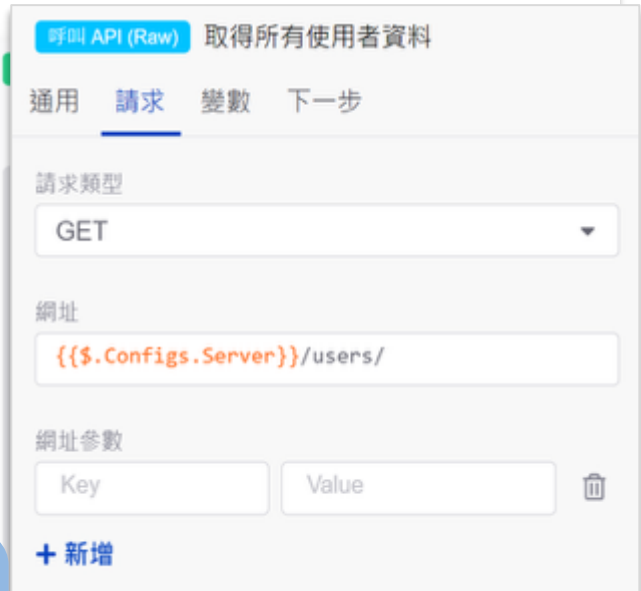 呼叫 API (Raw) 取得所有使用者資料
通用 請求 變數 下一步
請求類型
GET
網址
{{$.Configs.Server}}/users/
網址參數
Key Value
+ 新增